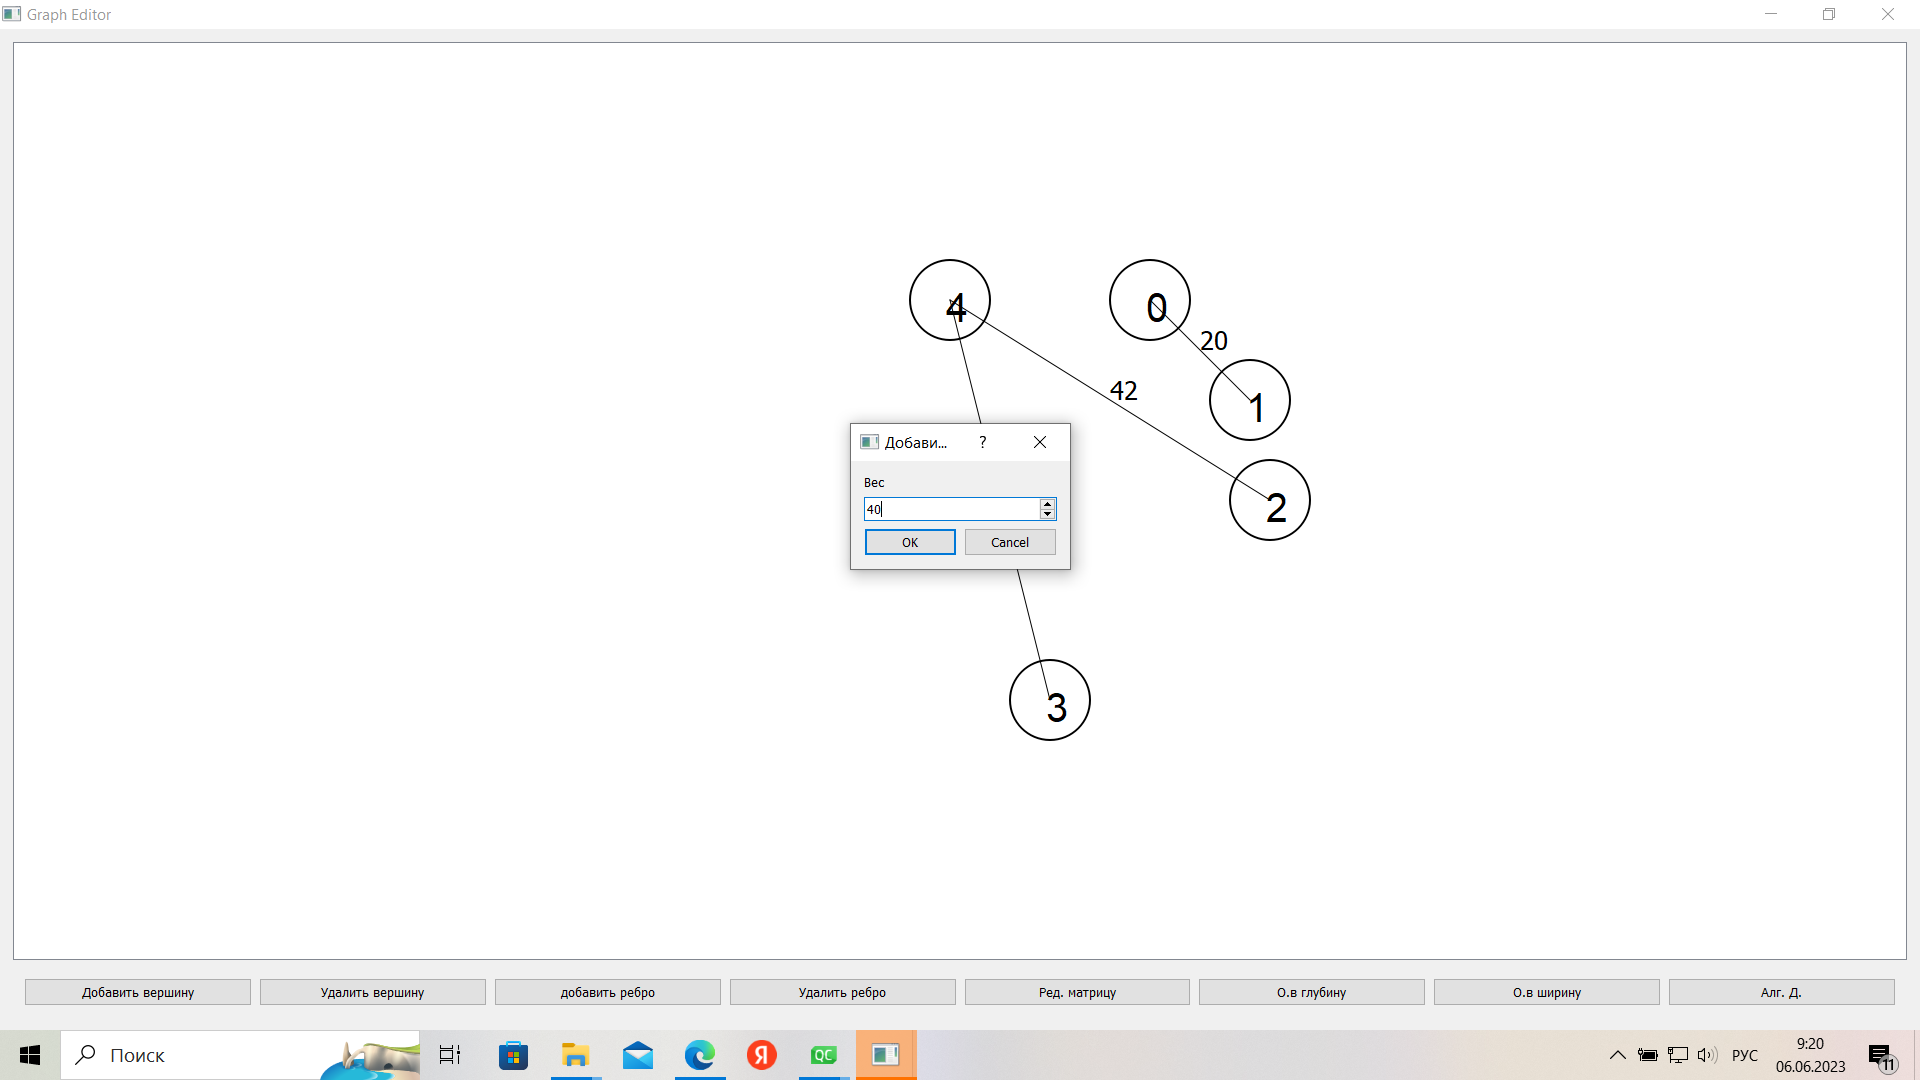 Graph Editor
4
0
20
42
1
Добави...
?
Вес
40
OK
Cancel
2
3
Добавить вершину
Удалить вершину
добавить ребро
Удалить ребро
Ред. матрицу
О.в глубину
О.в ширину
Алг. Д.
Поиск
Я
QC
РУС
9:20
06.06.2023
11